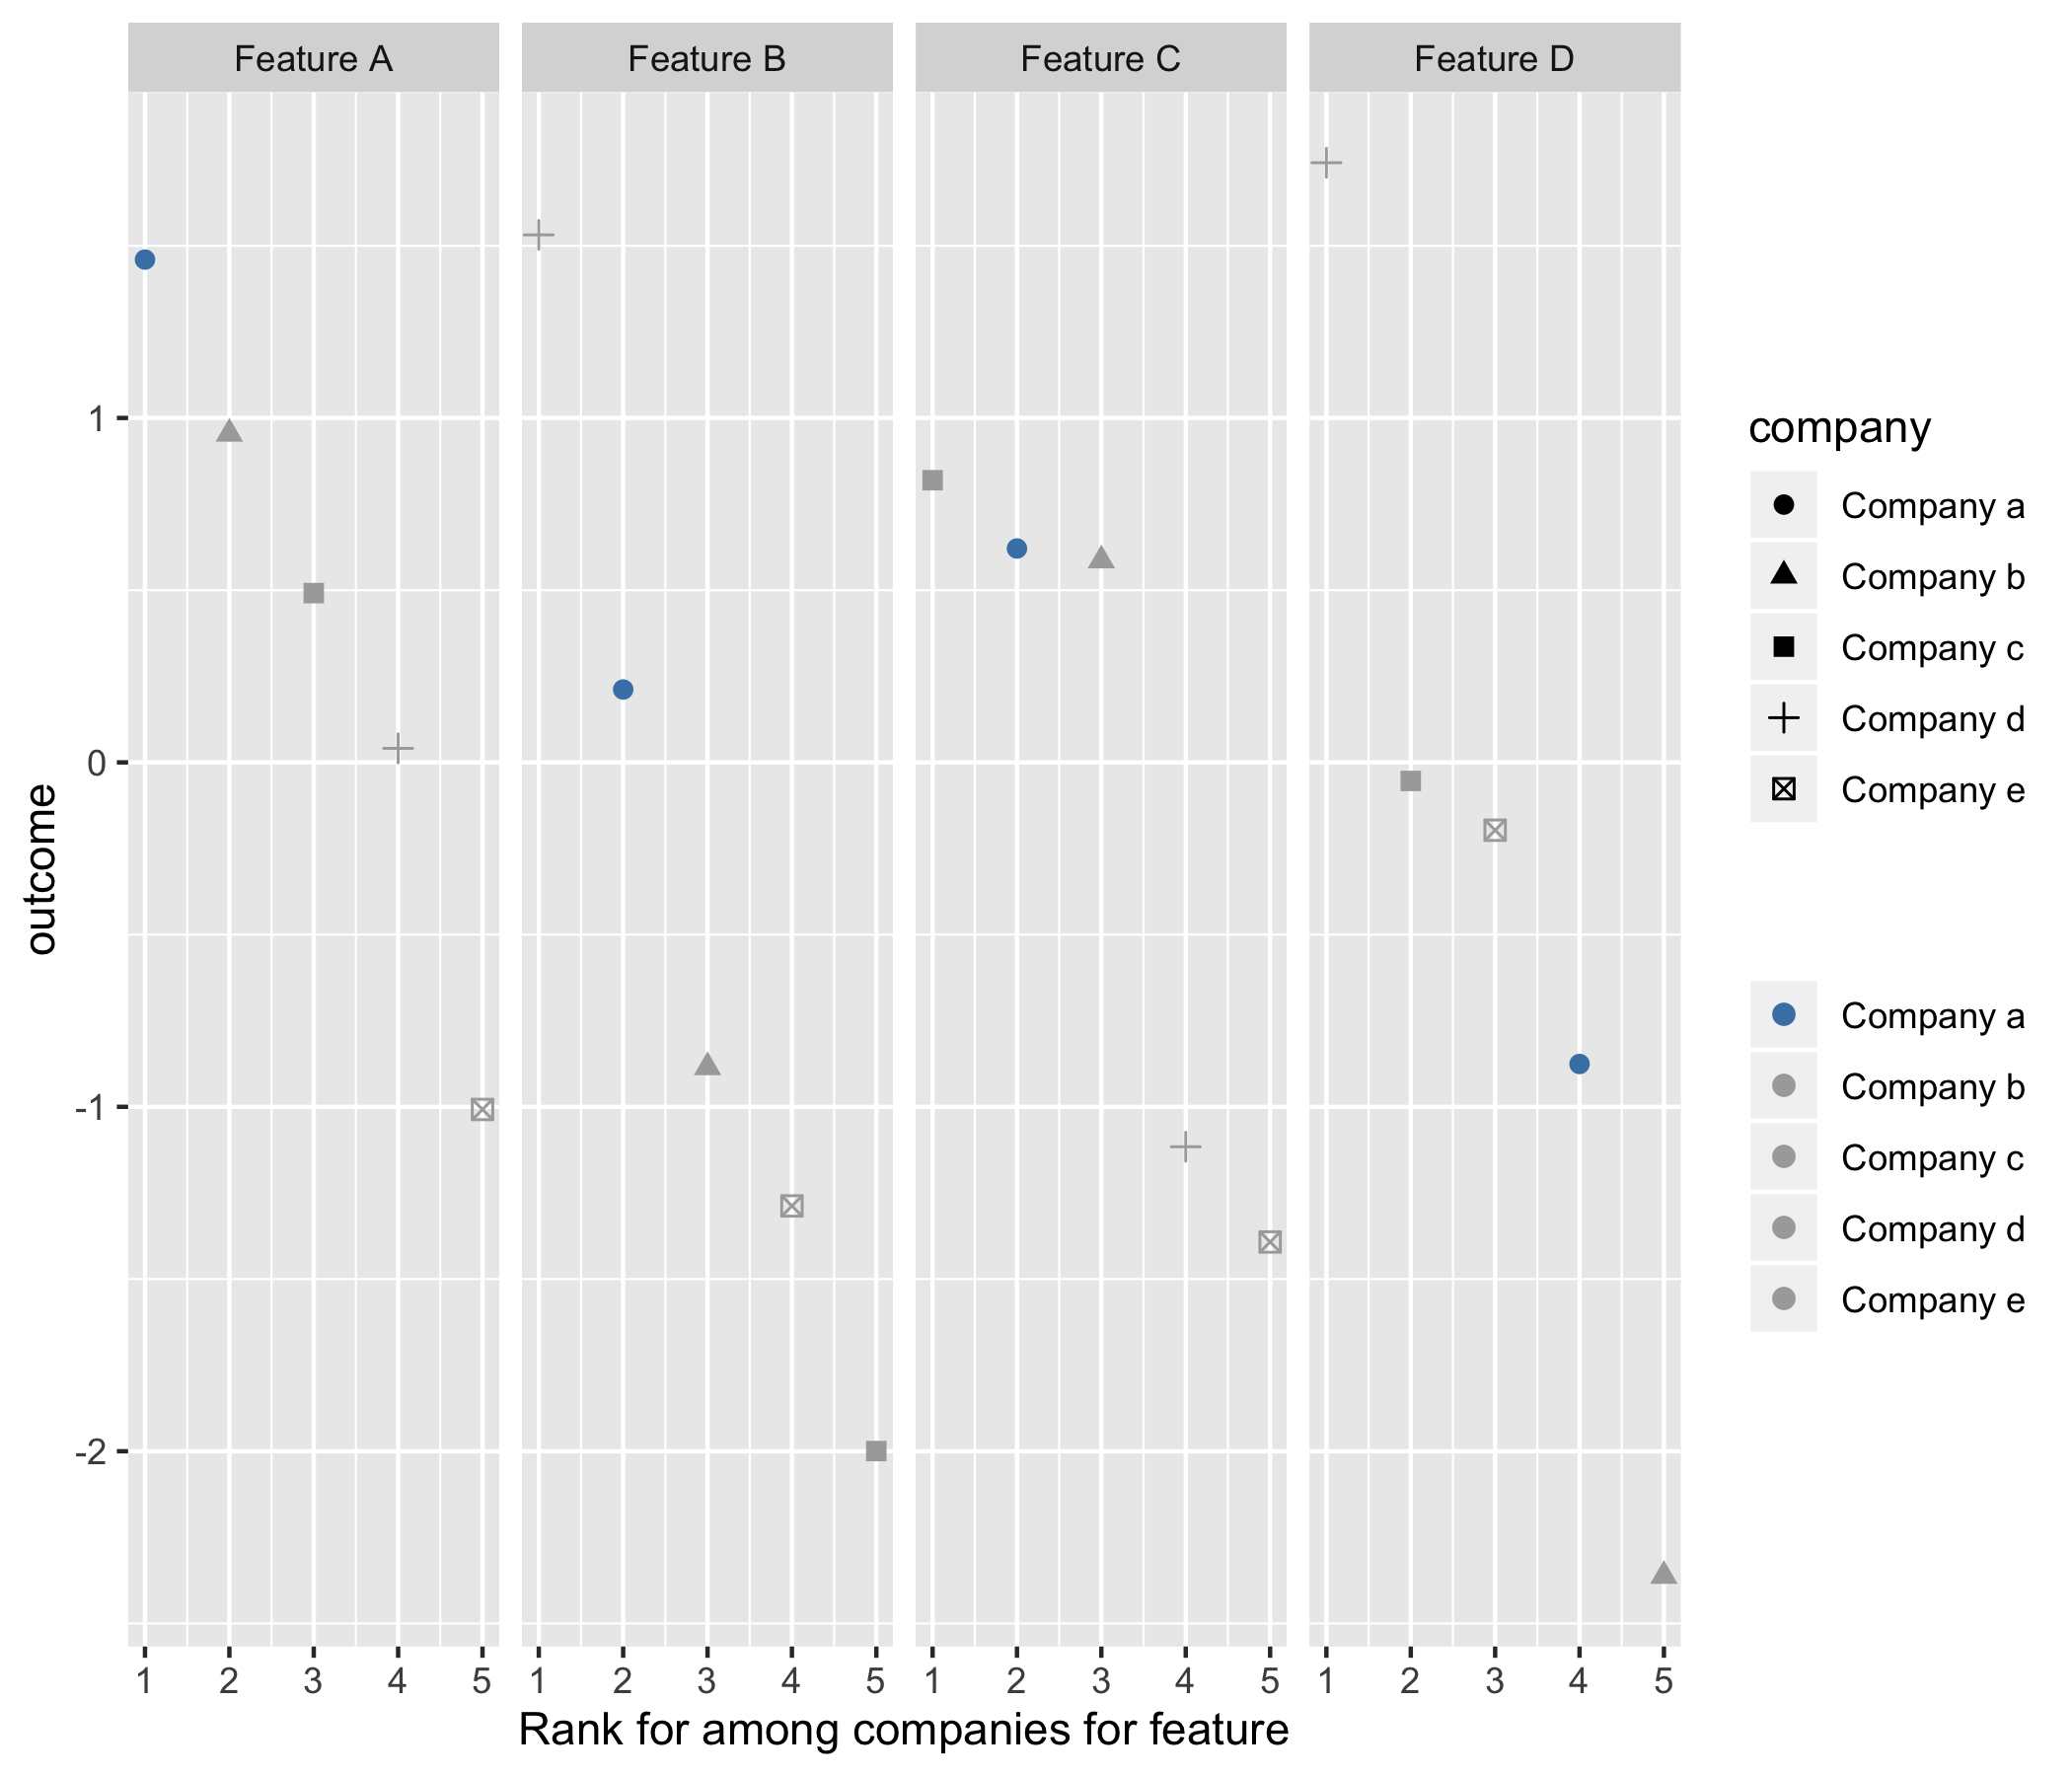 Feature A Feature B Feature C Feature D
1
0
-1
-2
outcome
1 2 3 4 5 1 2 3 4 5 1 2 3 4 5 1 2 3 4 5
Rank for among companies for feature
company
Company a
Company b
Company c
Company d
Company e
Company a
Company b
Company c
Company d
Company e